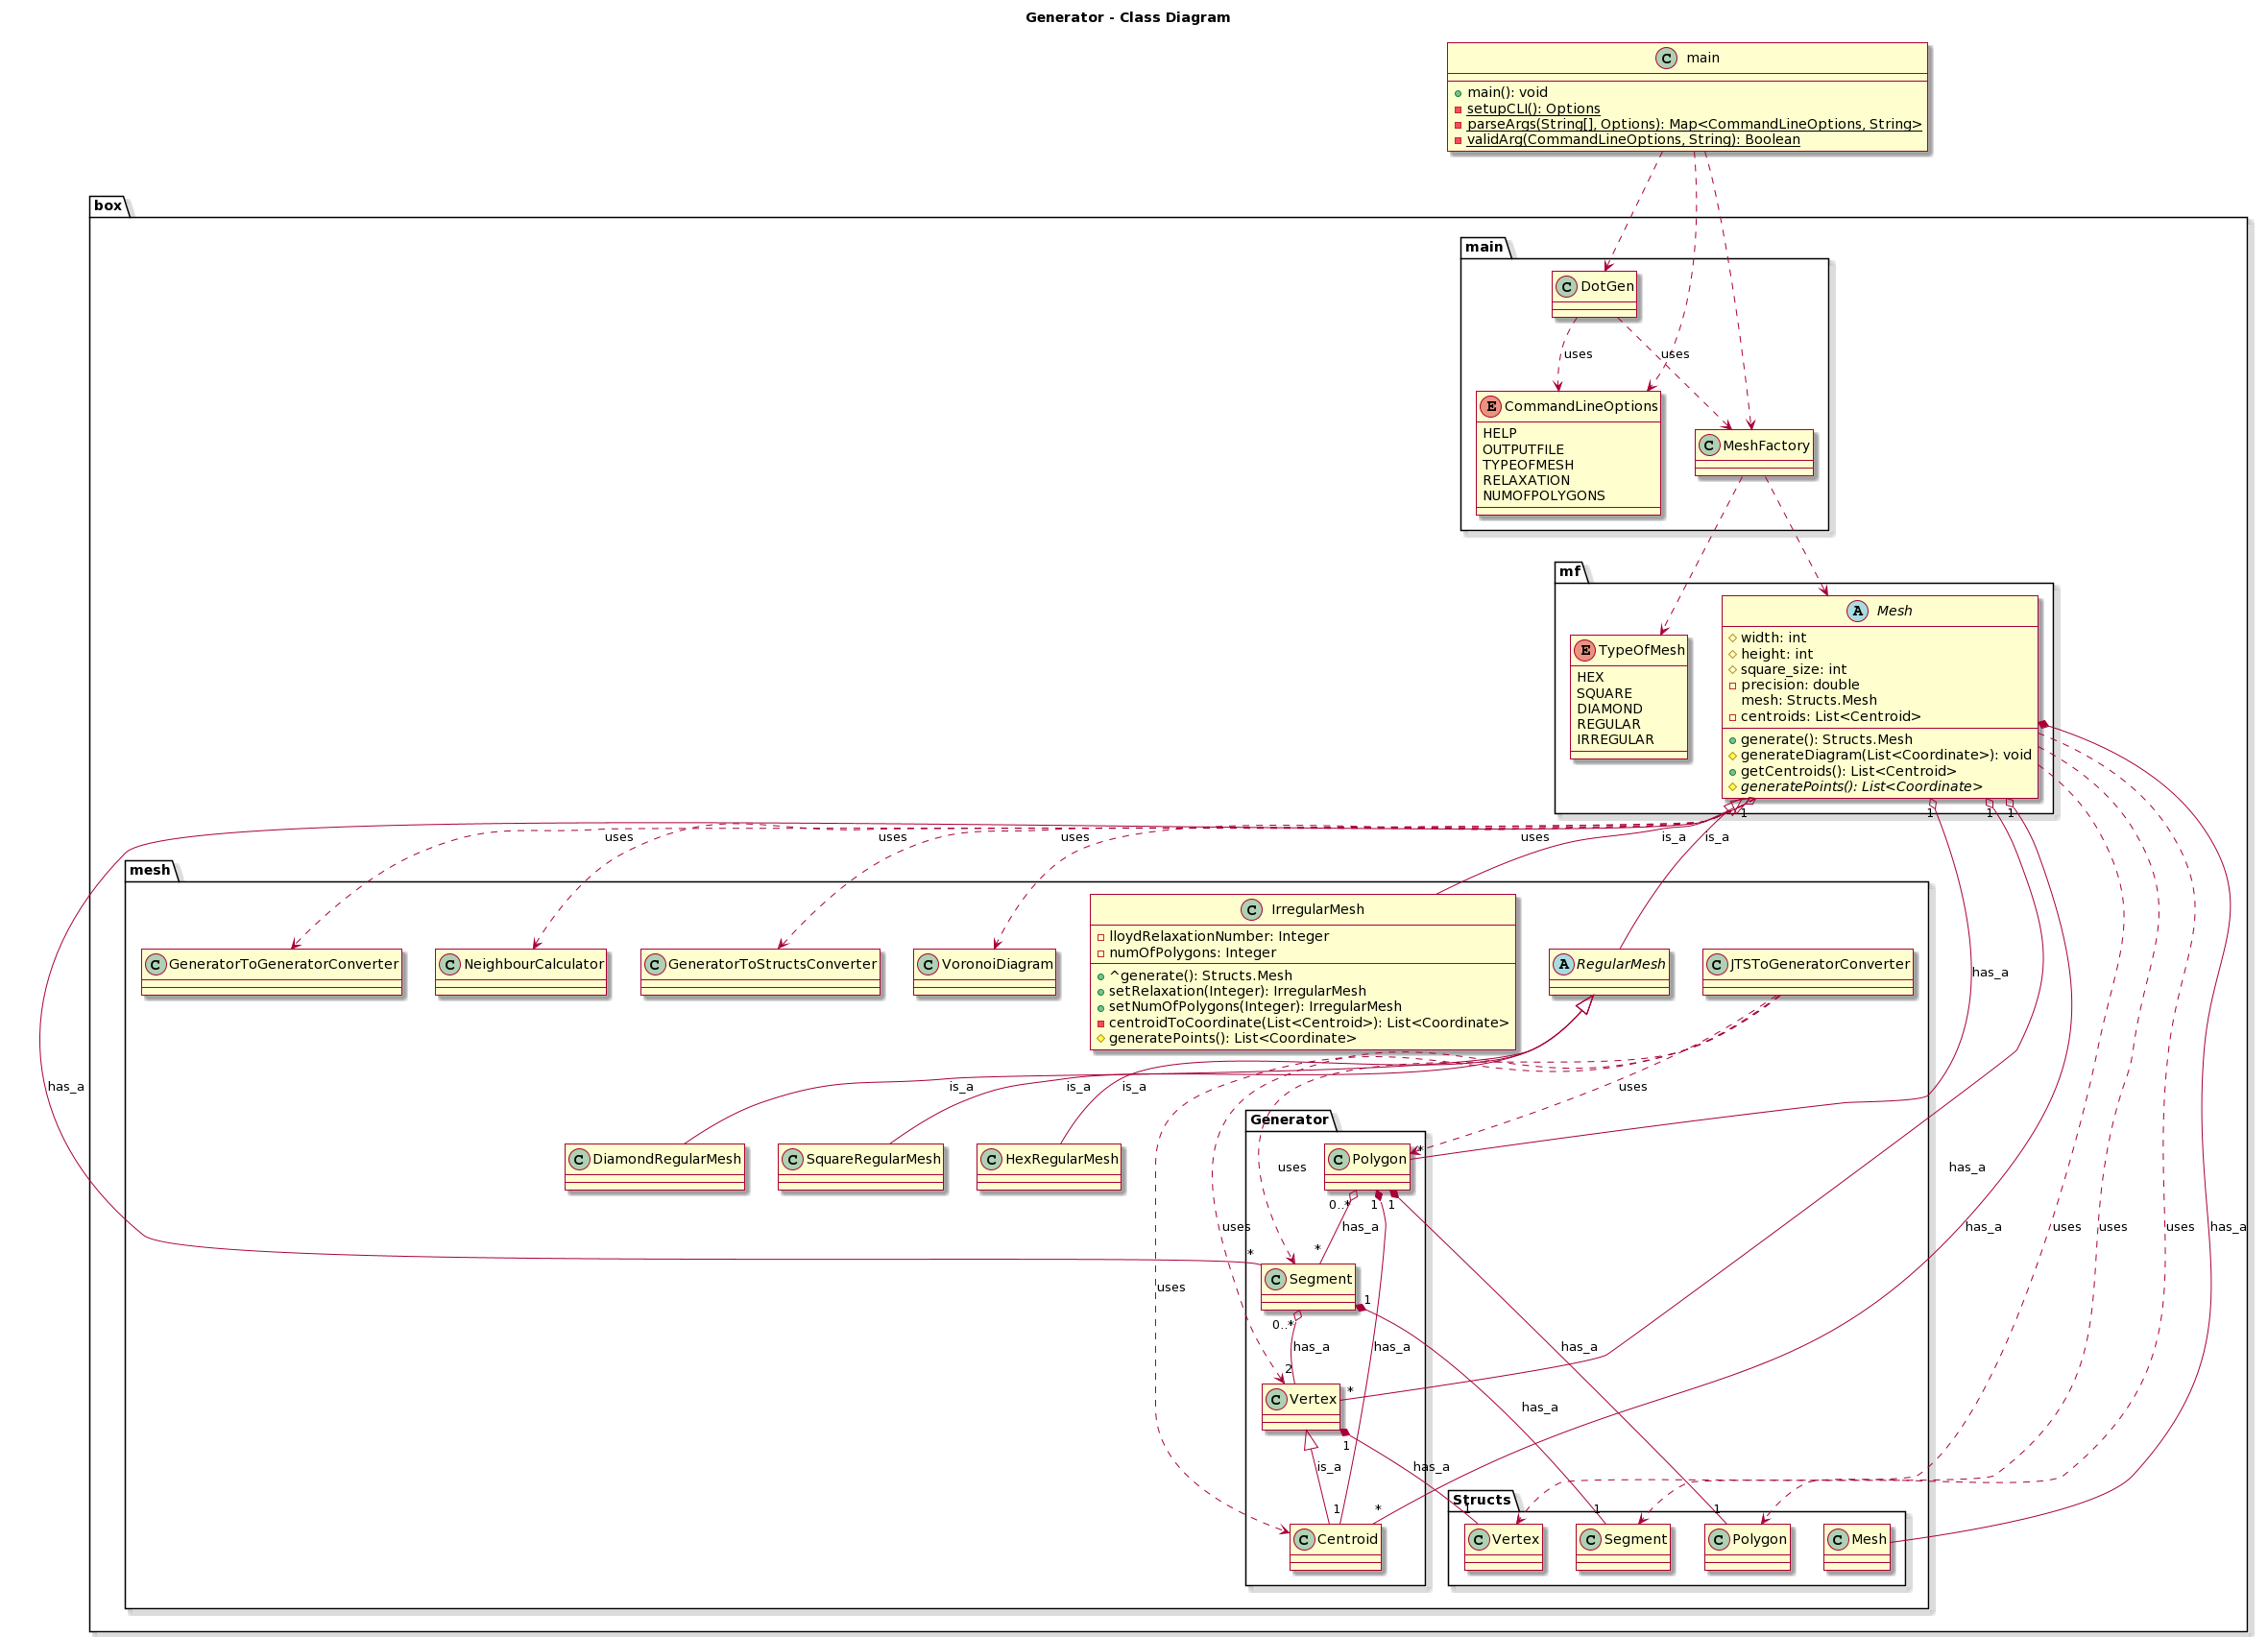 Generator - Class Diagram
C main
main(): void
setupCLI(): Options
parseArgs(String[], Options): Map<CommandLineOptions, String>
validArg(CommandLineOptions, String): Boolean
box
main
C DotGen
uses
uses
E CommandLineOptions
HELP
OUTPUTFILE
TYPEOFMESH
RELAXATION
NUMOFPOLYGONS
C MeshFactory
mf
E TypeOfMesh
HEX
SQUARE
DIAMOND
REGULAR
IRREGULAR
A Mesh
width: int
height: int
square_size: int
precision: double
mesh: Structs.Mesh
centroids: List<Centroid>
generate(): Structs.Mesh
generateDiagram(List<Coordinate>): void
getCentroids(): List<Centroid>
generatePoints(): List<Coordinate>
1
1
1
1
uses
uses
uses
uses
is_a
is_a
mesh
C GeneratorToGeneratorConverter
C NeighbourCalculator
C GeneratorToStructsConverter
C VoronoiDiagram
C IrregularMesh
lloydRelaxationNumber: Integer
numOfPolygons: Integer
^generate(): Structs.Mesh
setRelaxation(Integer): IrregularMesh
setNumOfPolygons(Integer): IrregularMesh
centroidToCoordinate(List<Centroid>): List<Coordinate>
generatePoints(): List<Coordinate>
A RegularMesh
C JTSToGeneratorConverter
has_a
has_a
is_a
is_a
is_a
uses
C DiamondRegularMesh
C SquareRegularMesh
C HexRegularMesh
Generator
C Polygon
*
has_a
uses
0..*
1
1
uses
has_a
has_a
uses
uses
uses
has_a
*
*
C Segment
1
uses
0..*
has_a
has_a
has_a
2
C Vertex
*
1
has_a
is_a
has_a
Structs
1
*
1
1
1
C Centroid
C Vertex
C Segment
C Polygon
C Mesh